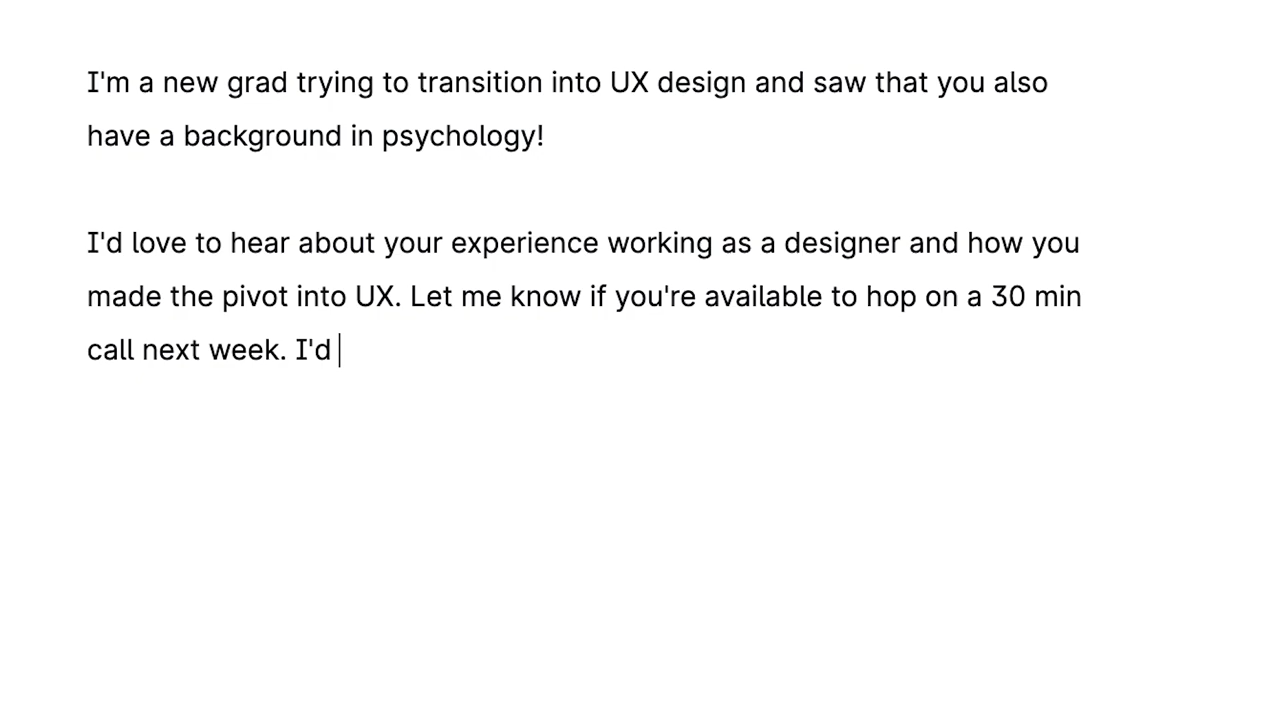 I'm a new grad trying to transition into UX design and saw that you also
have a background in psychology!
I'd love to hear about your experience working as a designer and how you
made the pivot into UX. Let me know if you're available to hop on a 30 min
call next week. I'd